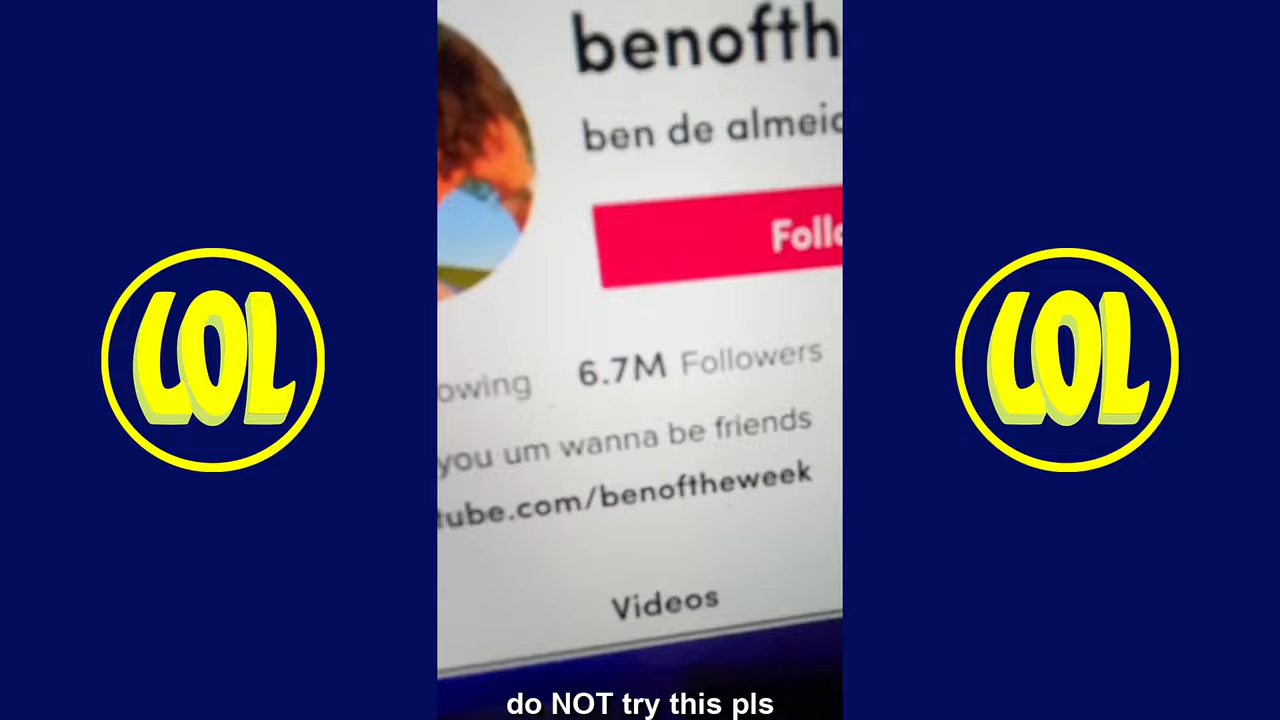 benofth
ben de almeid
Follo
owing 6.7M Followers
you um wanna be friends
tube.com/benoftheweek
Videos
LOL
LOL
do NOT try this pls